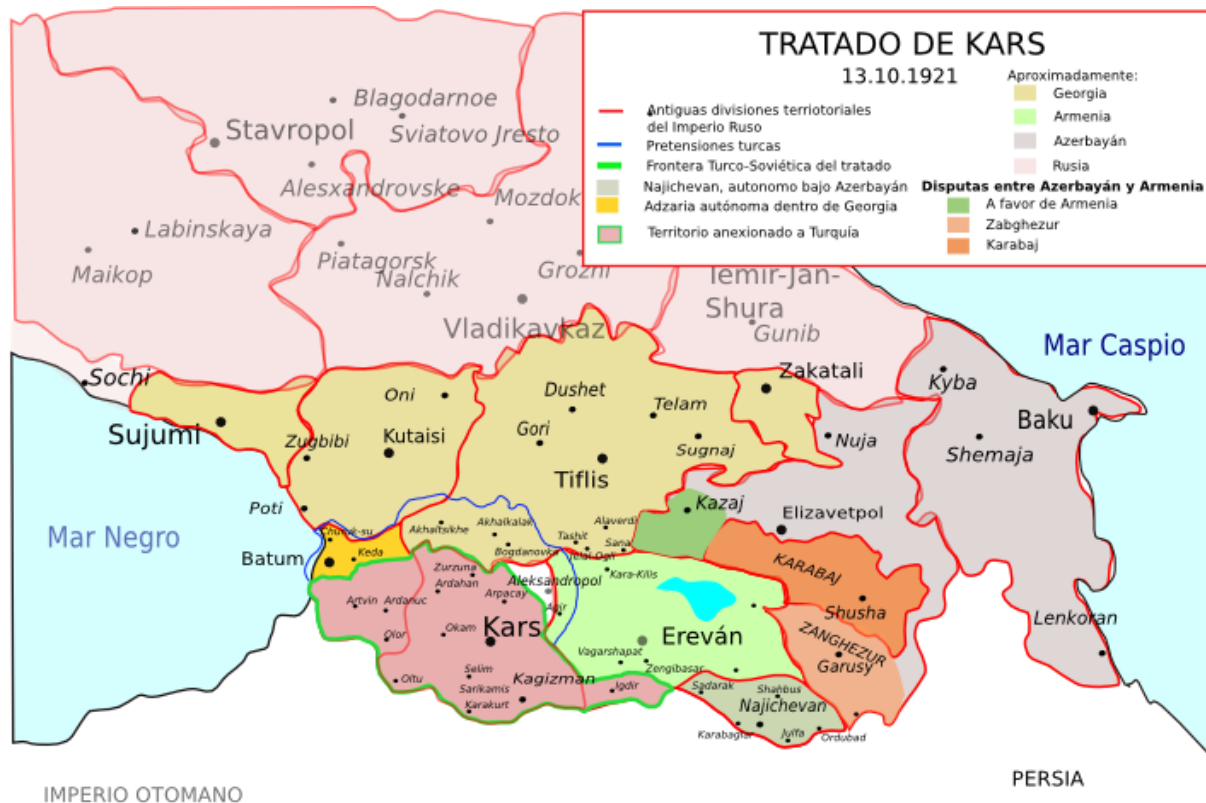 TRATADO DE KARS
13.10.1921
Antiguas divisiones terriotoriales
del Imperio Ruso
Pretensiones turcas
Frontera Turco-Soviética del tratado
Najichevan, autonomo bajo Azerbayán
Adzaria autónoma dentro de Georgia
Territorio anexionado a Turquía
Aproximadamente:
Georgia
Armenia
Azerbayán
Rusia
Disputas entre Azerbayán y Armenia
A favor de Armenia
Zabghezur
Karabaj
Blagodarnoe
Stavropol
Sviatovo Jresto
Alesxandrovske
Mozdok
Labinskaya
Maikop
Piatagorsk
Nalchik
Grozni
Temir-Jan-
Shura
Vladikavkaz
Gunib
Mar Caspio
Sochi
Zakatali
Kyba
Oni
Dushet
Telam
Baku
Sujumi
Zugbibi
Kutaisi
Gori
Sugnaj
Nuja
Shemaja
Tiflis
Poti
Kazaj
Elizavetpol
Mar Negro
Akhaltsikhe
Akhalkalak
Alaverdi
Batum
Keda
Bogdanovka
Tashit
Sana
Jelal Ogli
KARABAJ
Zurzuna
Ardahan
Aleksandropol
Kara-Kilis
Artvin
Ardanuc
Arpacay
Agir
Shusha
Lenkoran
Olor
Okam
Kars
Ereván
ZANGHEZUR
Garusy
Vagarshapat
Zengibasar
Oltu
Selim
Sarikamis
Kagizman
Karakurt
Igdir
Sadarak
Shahbus
Najichevan
Karabaglar
Julfa
Ordubad
PERSIA
IMPERIO OTOMANO